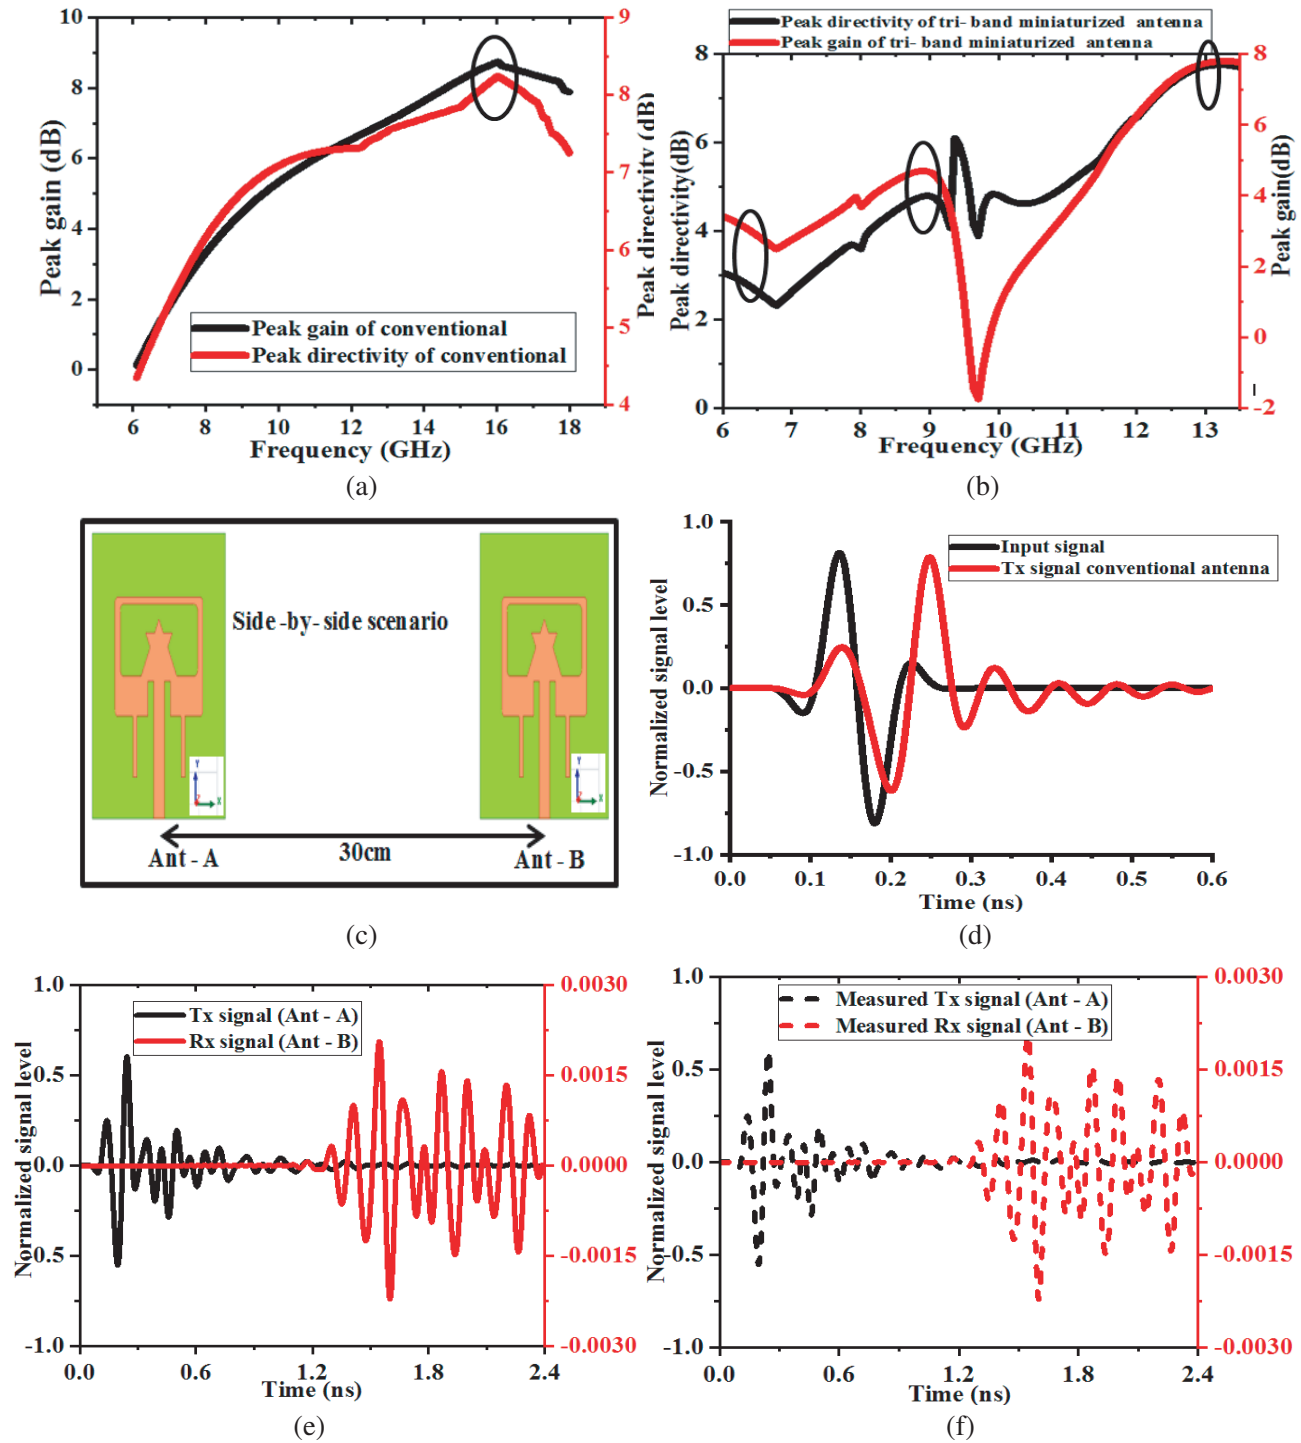 10
8
6
4
2
0
Peak gain (dB)
9
8
7
6
5
4
Peak directivity (dB)
Peak gain of conventional
Peak directivity of conventional
6 8 10 12 14 16 18
Frequency (GHz)
(a)
Peak directivity of tri- band miniaturized antenna
Peak gain of tri- band miniaturized antenna
8
6
4
2
0
Peak directivity(dB)
8
6
4
2
0
-2
Peak gain(dB)
6 7 8 9 10 11 12 13
Frequency (GHz)
(b)
Side -by- side scenario
Y
X
Y
X
30cm
Ant - A
Ant - B
(c)
1.0
0.5
0.0
-0.5
-1.0
Normalized signal level
Input signal
Tx signal conventional antenna
0.0 0.1 0.2 0.3 0.4 0.5 0.6
Time (ns)
(d)
1.0
0.5
0.0
-0.5
-1.0
Normalized signal level
Tx signal (Ant - A)
Rx signal (Ant - B)
0.0030
0.0015
0.0000
-0.0015
-0.0030
0.0 0.6 1.2 1.8 2.4
Time (ns)
(e)
1.0
0.5
0.0
-0.5
-1.0
Normalized signal level
Measured Tx signal (Ant - A)
Measured Rx signal (Ant - B)
0.0030
0.0015
0.0000
-0.0015
-0.0030
0.0 0.6 1.2 1.8 2.4
Time (ns)
(f)